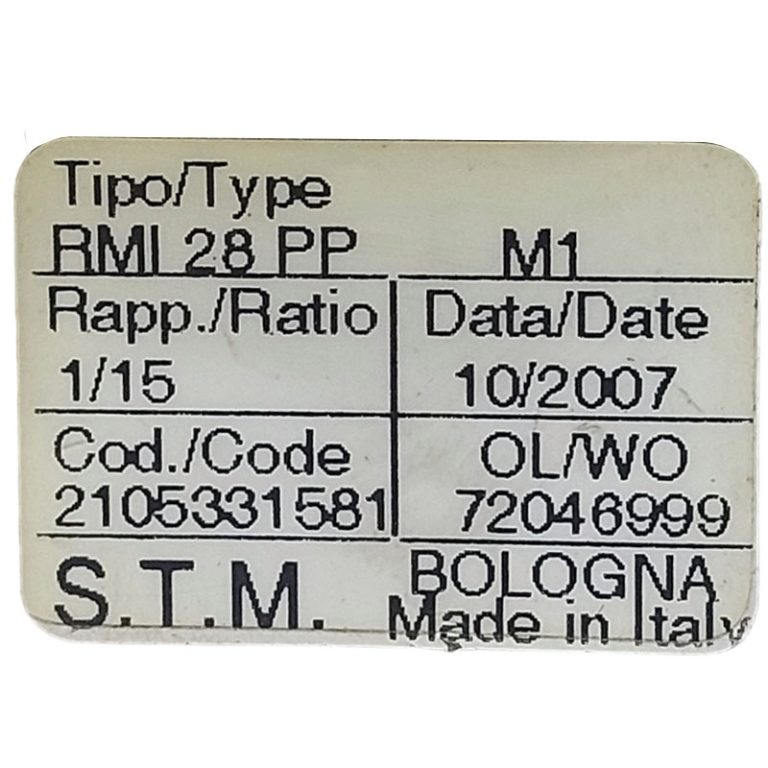 Tipo/Type
RMI 28 PP M1
Rapp./Ratio Data/Date
1/15 10/2007
Cod./Code OL/WO
2105331581 72046999
S.T.M. BOLOGNA
Made in Italy